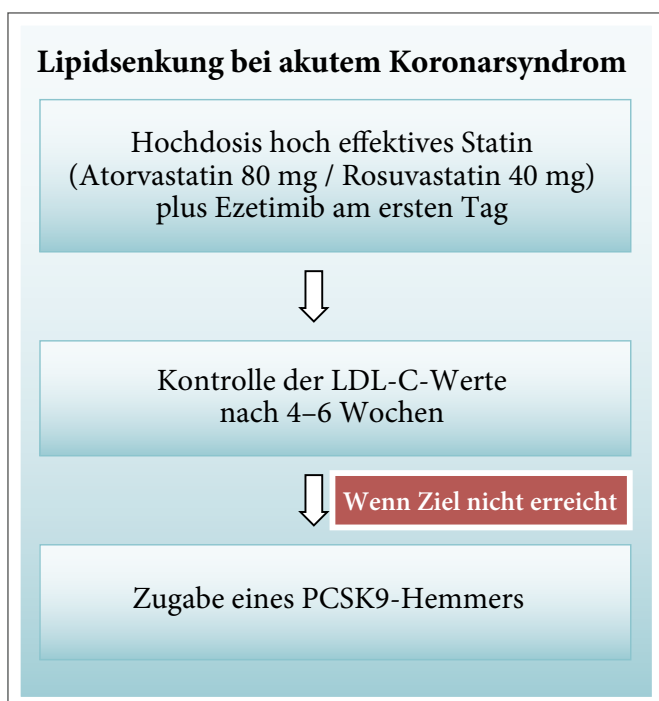 Lipidsenkung bei akutem Koronarsyndrom
Hochdosis hoch effektives Statin
(Atorvastatin 80 mg / Rosuvastatin 40 mg)
plus Ezetimib am ersten Tag
Kontrolle der LDL-C-Werte
nach 4–6 Wochen
Wenn Ziel nicht erreicht
Zugabe eines PCSK9-Hemmers